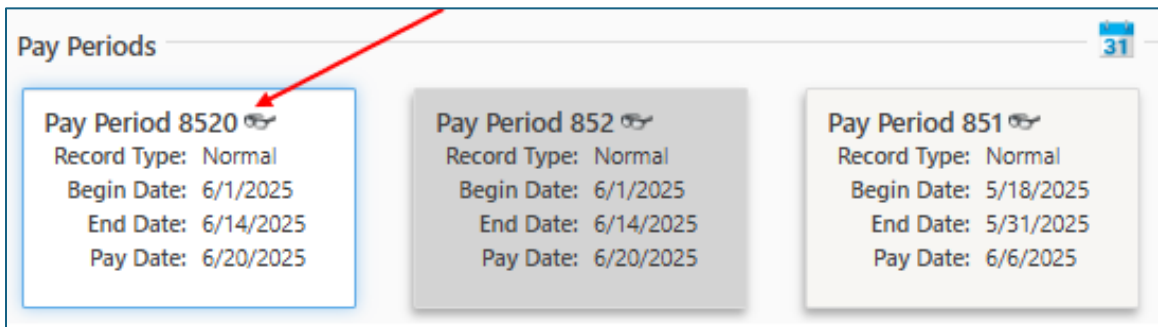 Pay Periods
31
Pay Period 8520
Record Type: Normal
Begin Date: 6/1/2025
End Date: 6/14/2025
Pay Date: 6/20/2025
Pay Period 852
Record Type: Normal
Begin Date: 6/1/2025
End Date: 6/14/2025
Pay Date: 6/20/2025
Pay Period 851
Record Type: Normal
Begin Date: 5/18/2025
End Date: 5/31/2025
Pay Date: 6/6/2025